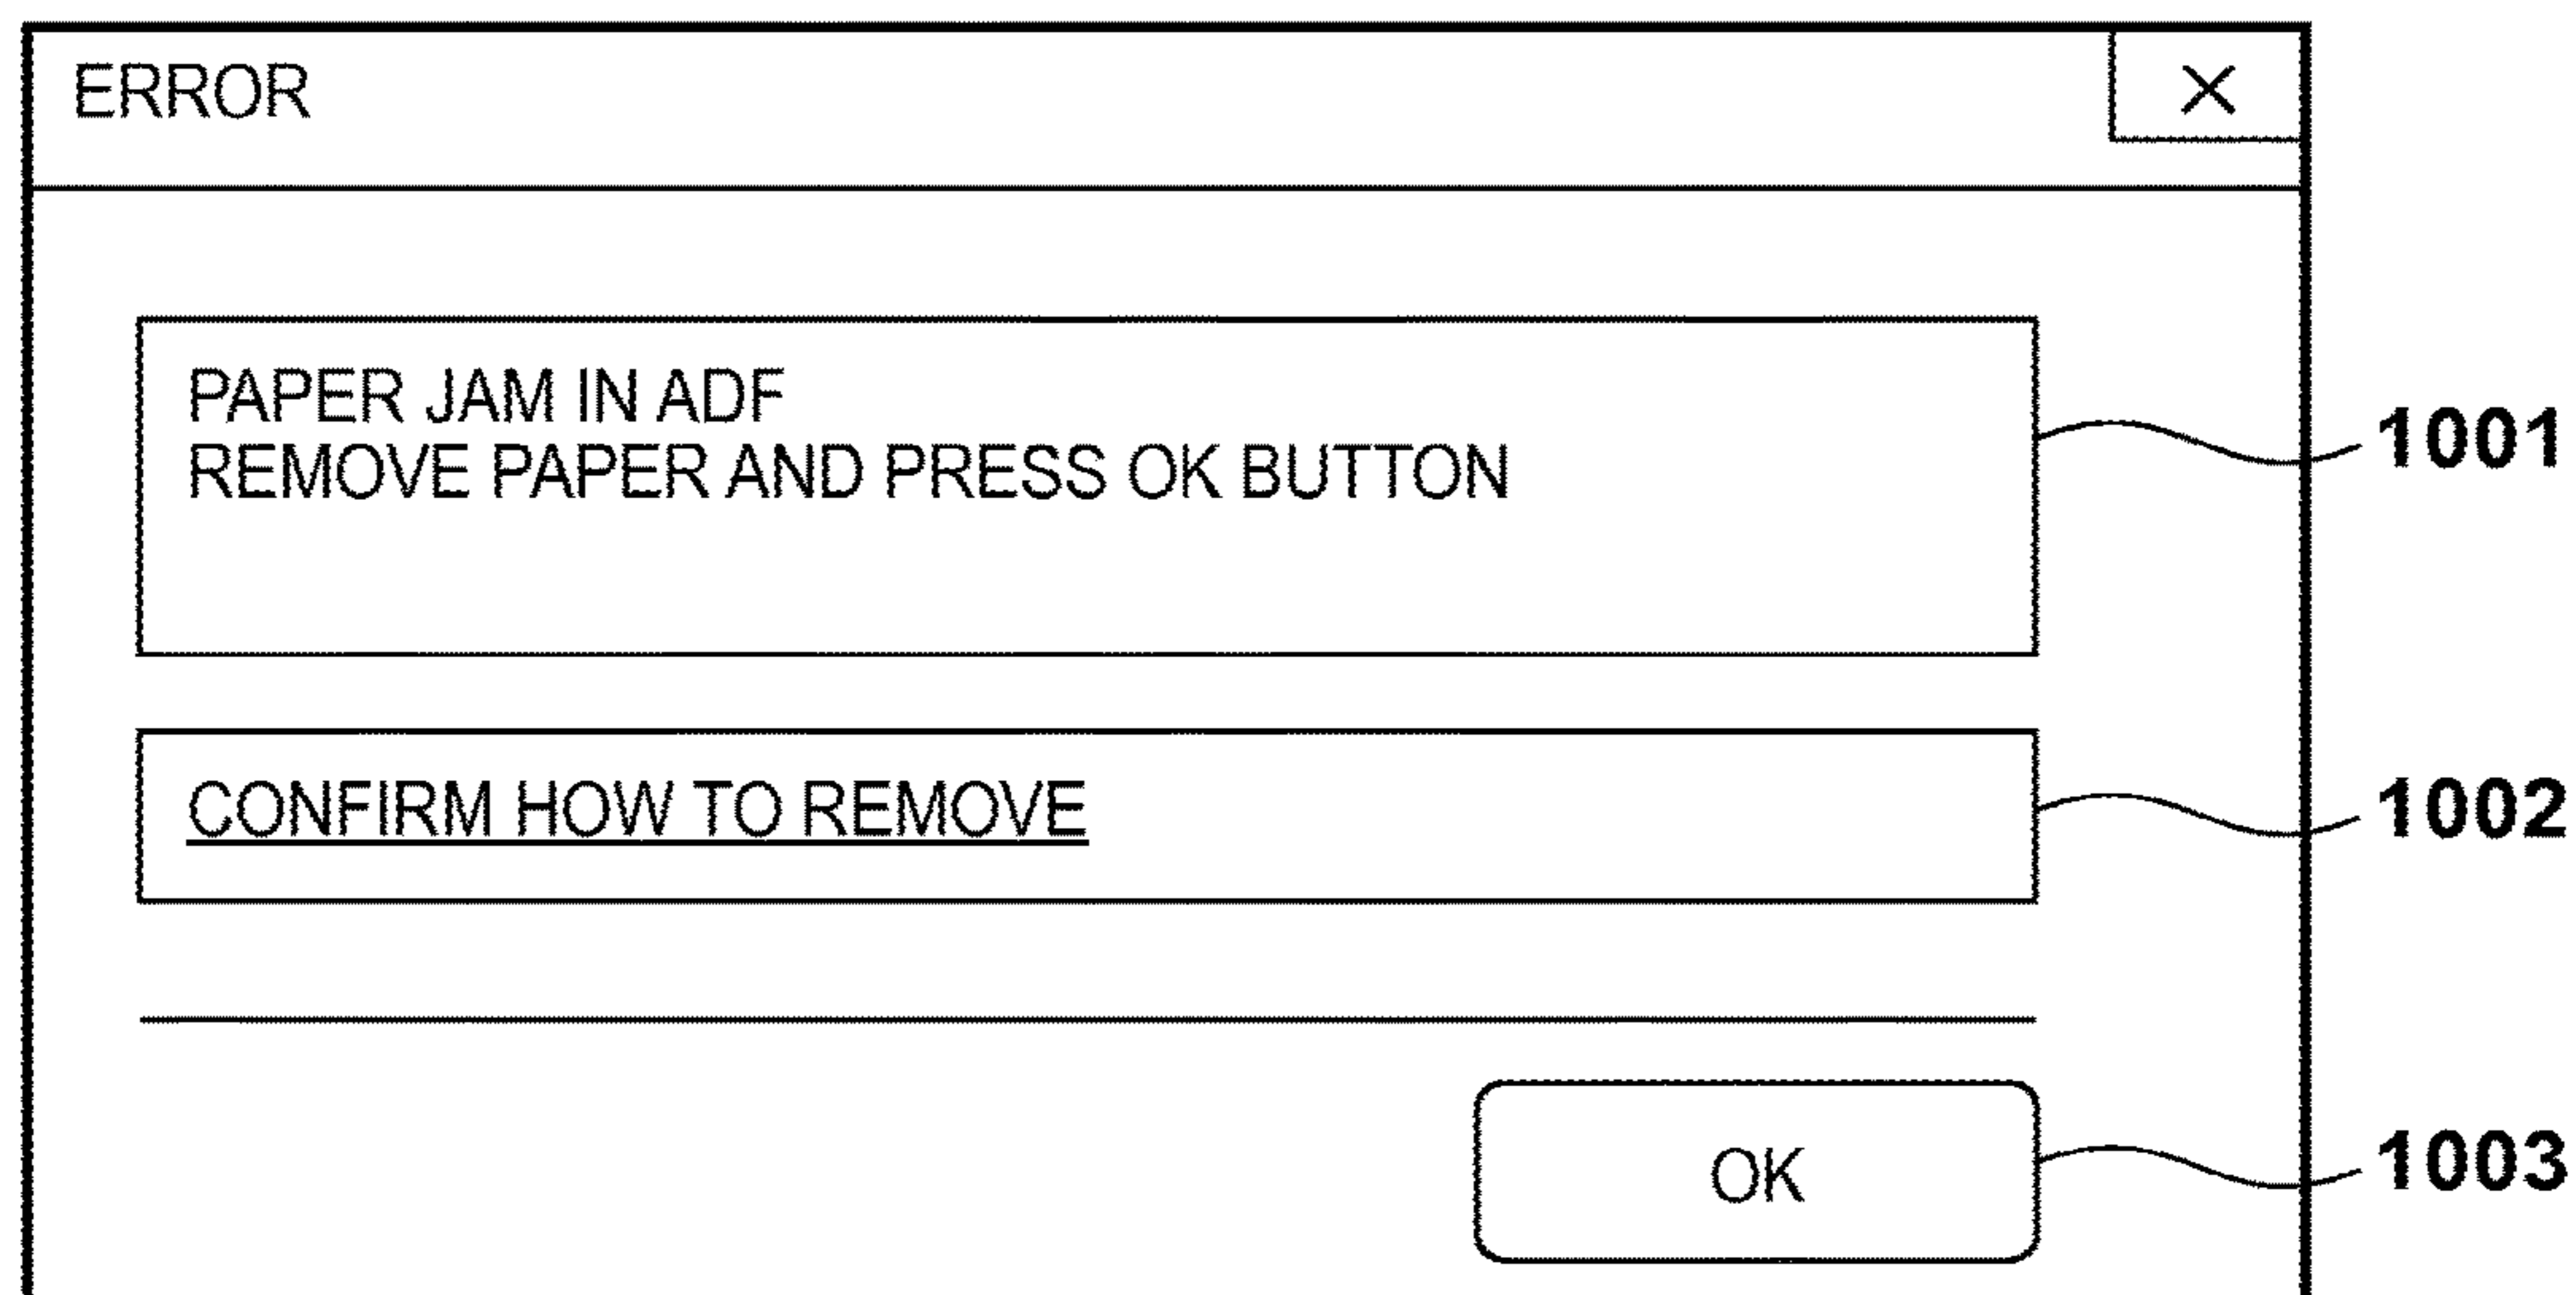 ERROR
×
PAPER JAM IN ADF
REMOVE PAPER AND PRESS OK BUTTON
1001
CONFIRM HOW TO REMOVE
1002
OK
1003